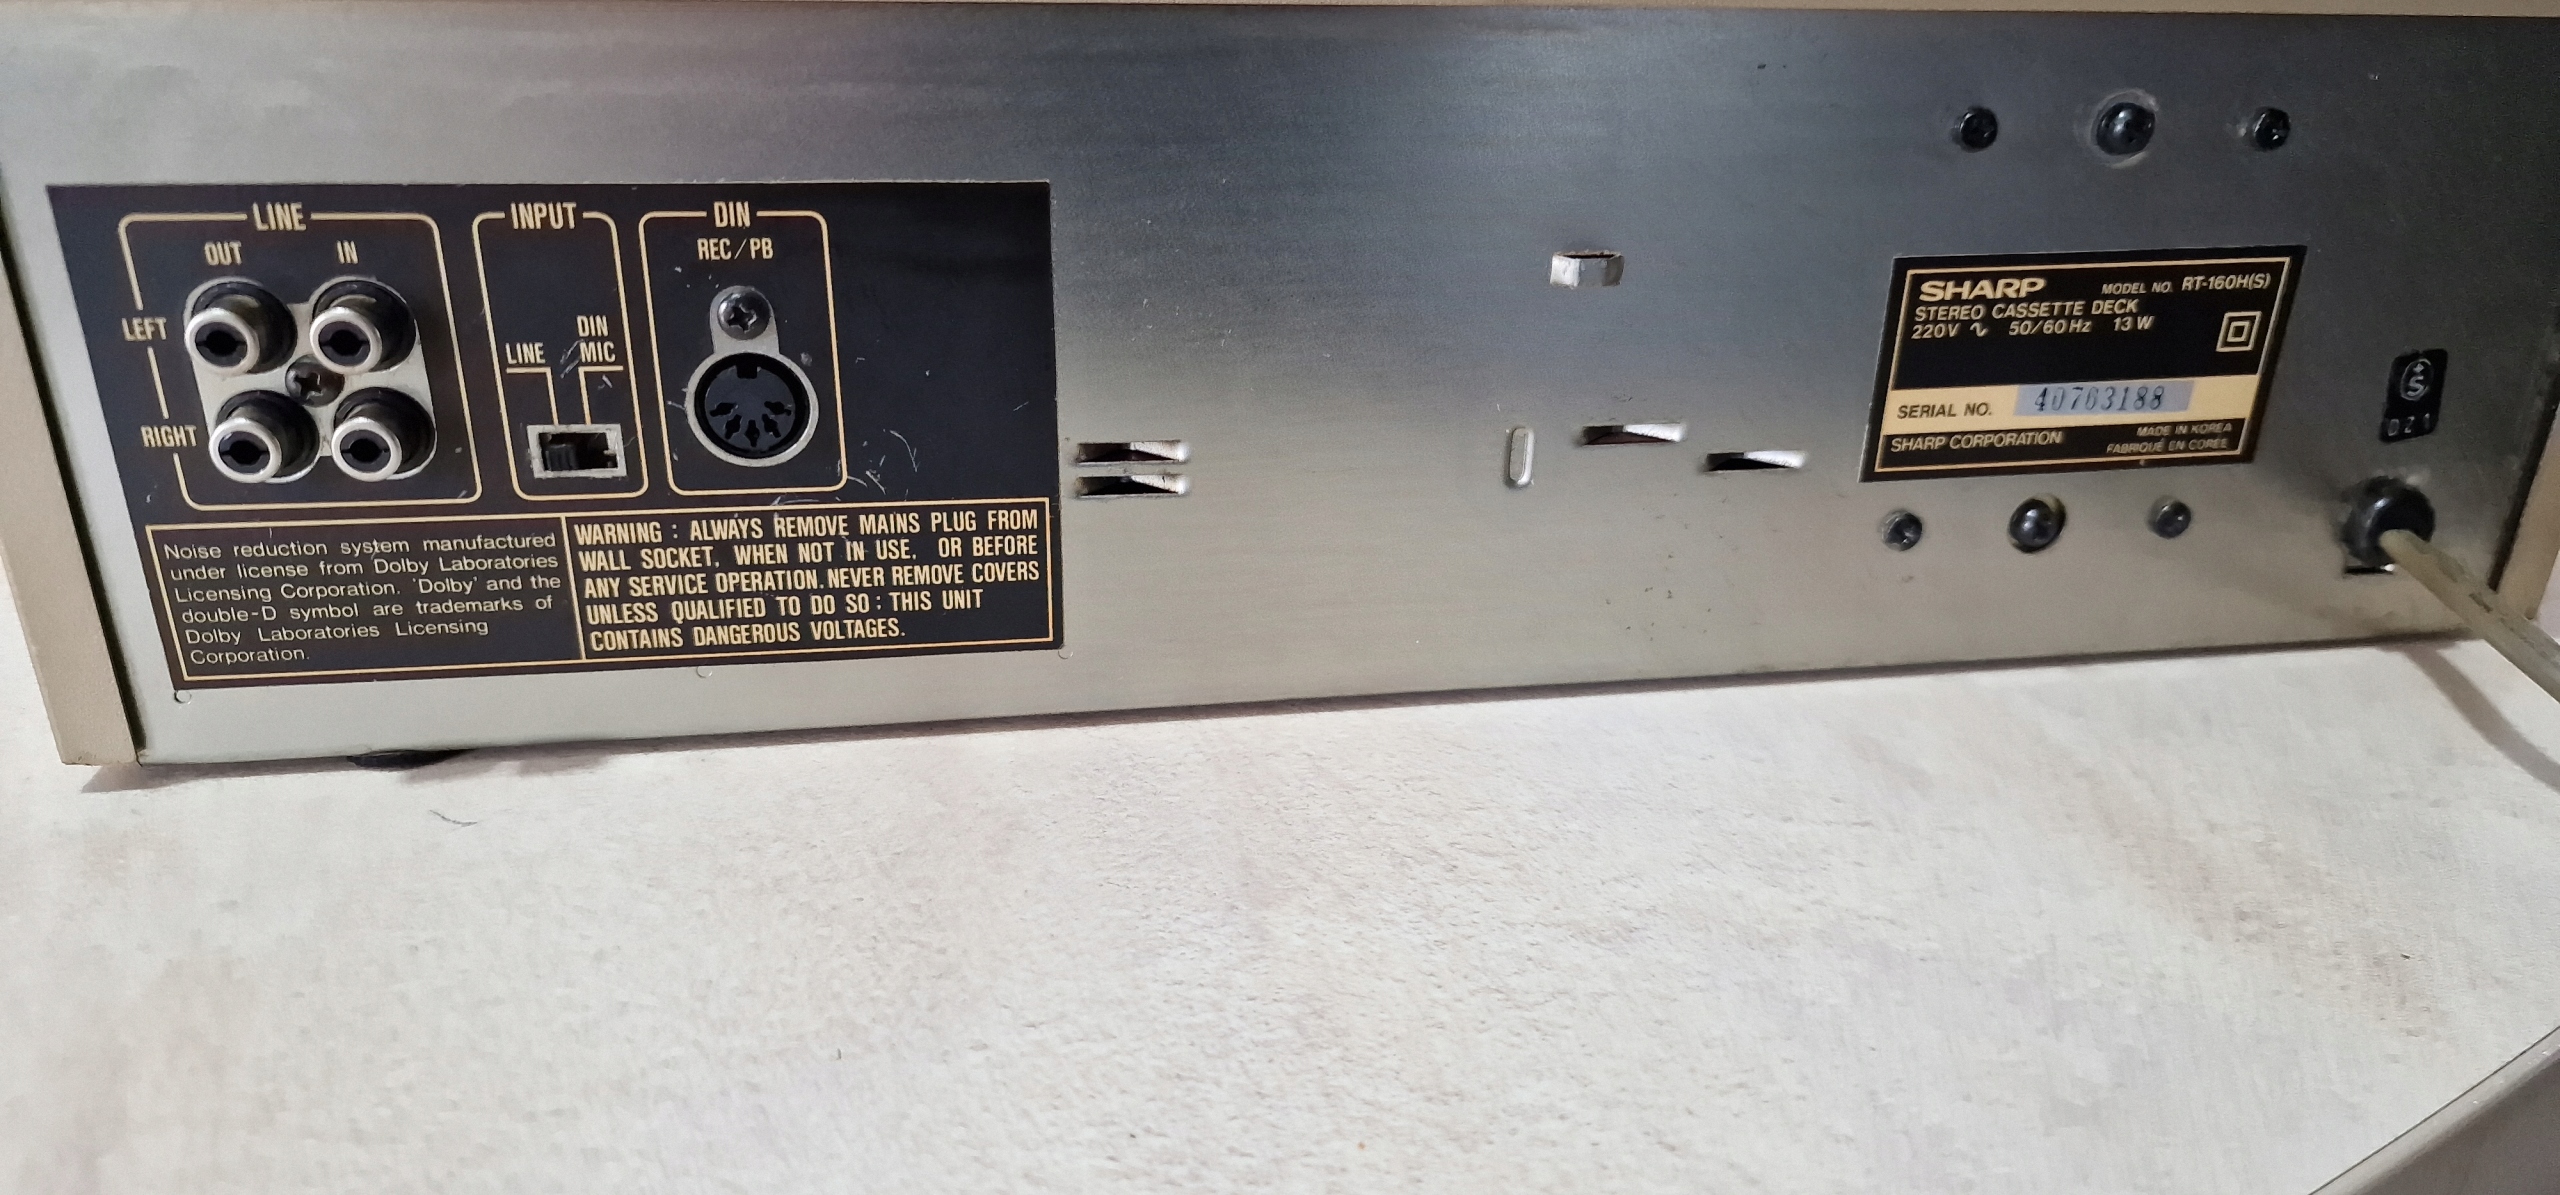 LINE
OUT IN
LEFT
RIGHT
INPUT
DIN
LINE MIC
DIN
REC/PB
Noise reduction system manufactured
under license from Dolby Laboratories
Licensing Corporation. 'Dolby' and the
double-D symbol are trademarks of
Dolby Laboratories Licensing
Corporation.
WARNING : ALWAYS REMOVE MAINS PLUG FROM
WALL SOCKET, WHEN NOT IN USE, OR BEFORE
ANY SERVICE OPERATION. NEVER REMOVE COVERS
UNLESS QUALIFIED TO DO SO : THIS UNIT
CONTAINS DANGEROUS VOLTAGES.
SHARP MODEL NO. RT-160H(S)
STEREO CASSETTE DECK
220V ∿ 50/60Hz 13W
SERIAL NO. 40763188
SHARP CORPORATION
MADE IN KOREA
FABRIQUÉ EN CORÉE
S